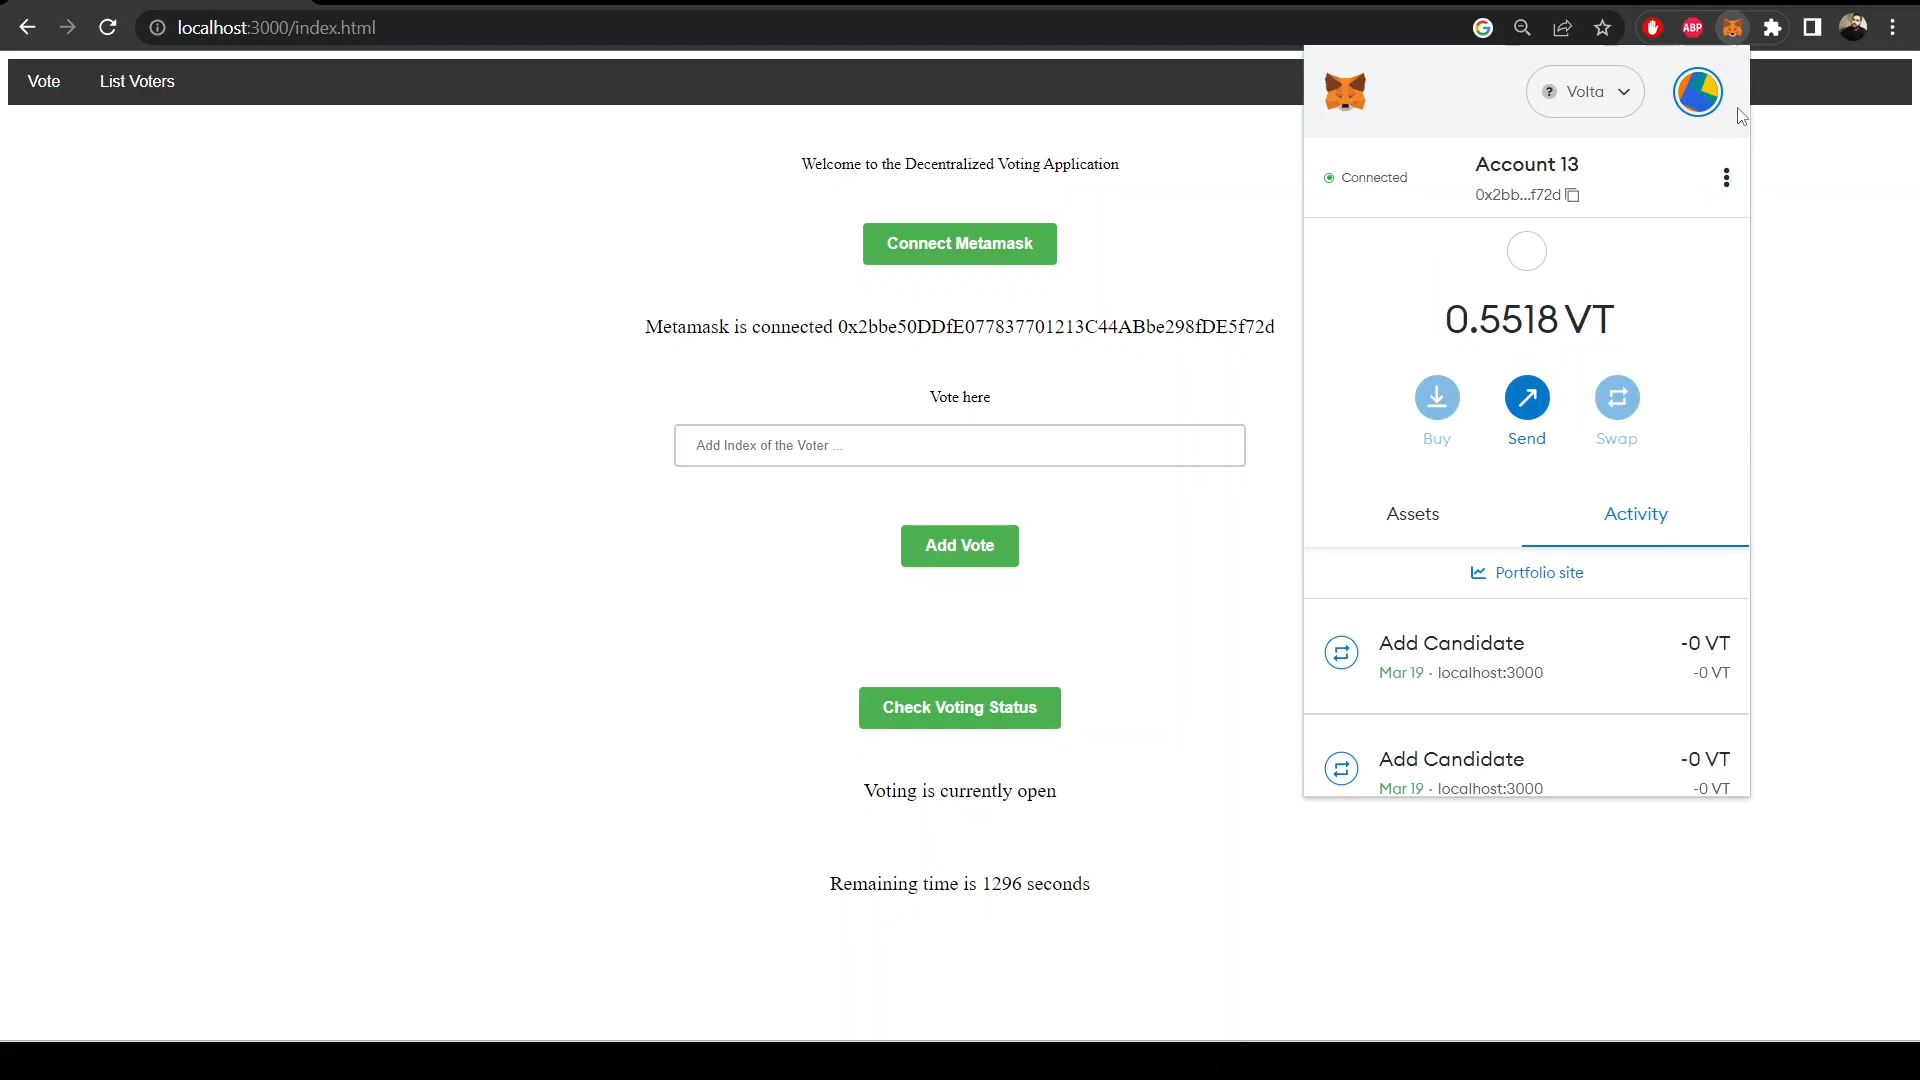 localhost:3000/index.html
ABP
Vote
List Voters
Welcome to the Decentralized Voting Application
Connect Metamask
Metamask is connected 0x2bbe50DDfE077837701213C44ABbe298fDE5f72d
Vote here
Add Index of the Voter ...
Add Vote
Check Voting Status
Voting is currently open
Remaining time is 1296 seconds
? Volta
Connected
Account 13
0x2bb...f72d
0.5518 VT
Buy
Send
Swap
Assets
Activity
Portfolio site
Add Candidate
-0 VT
Mar 19 · localhost:3000
-0 VT
Add Candidate
-0 VT
Mar 19 · localhost:3000
-0 VT